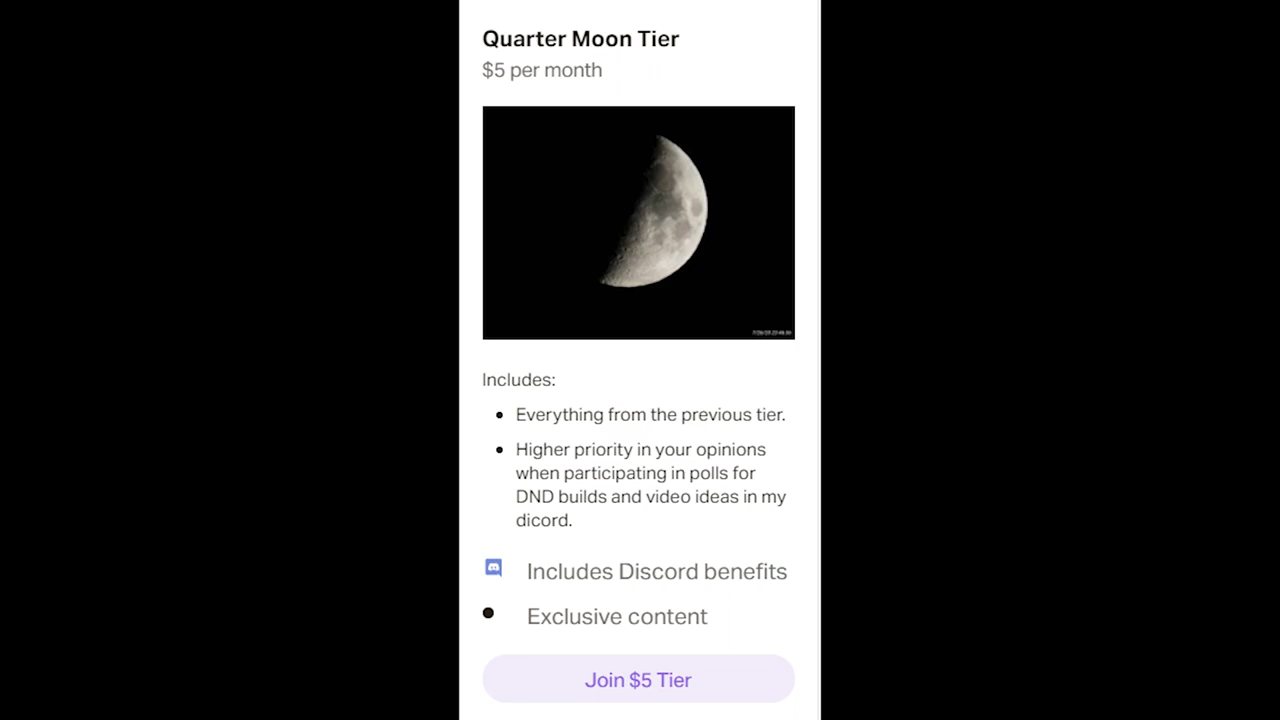 Quarter Moon Tier
$5 per month
Includes:
Everything from the previous tier.
Higher priority in your opinions
when participating in polls for
DND builds and video ideas in my
dicord.
Includes Discord benefits
Exclusive content
Join $5 Tier